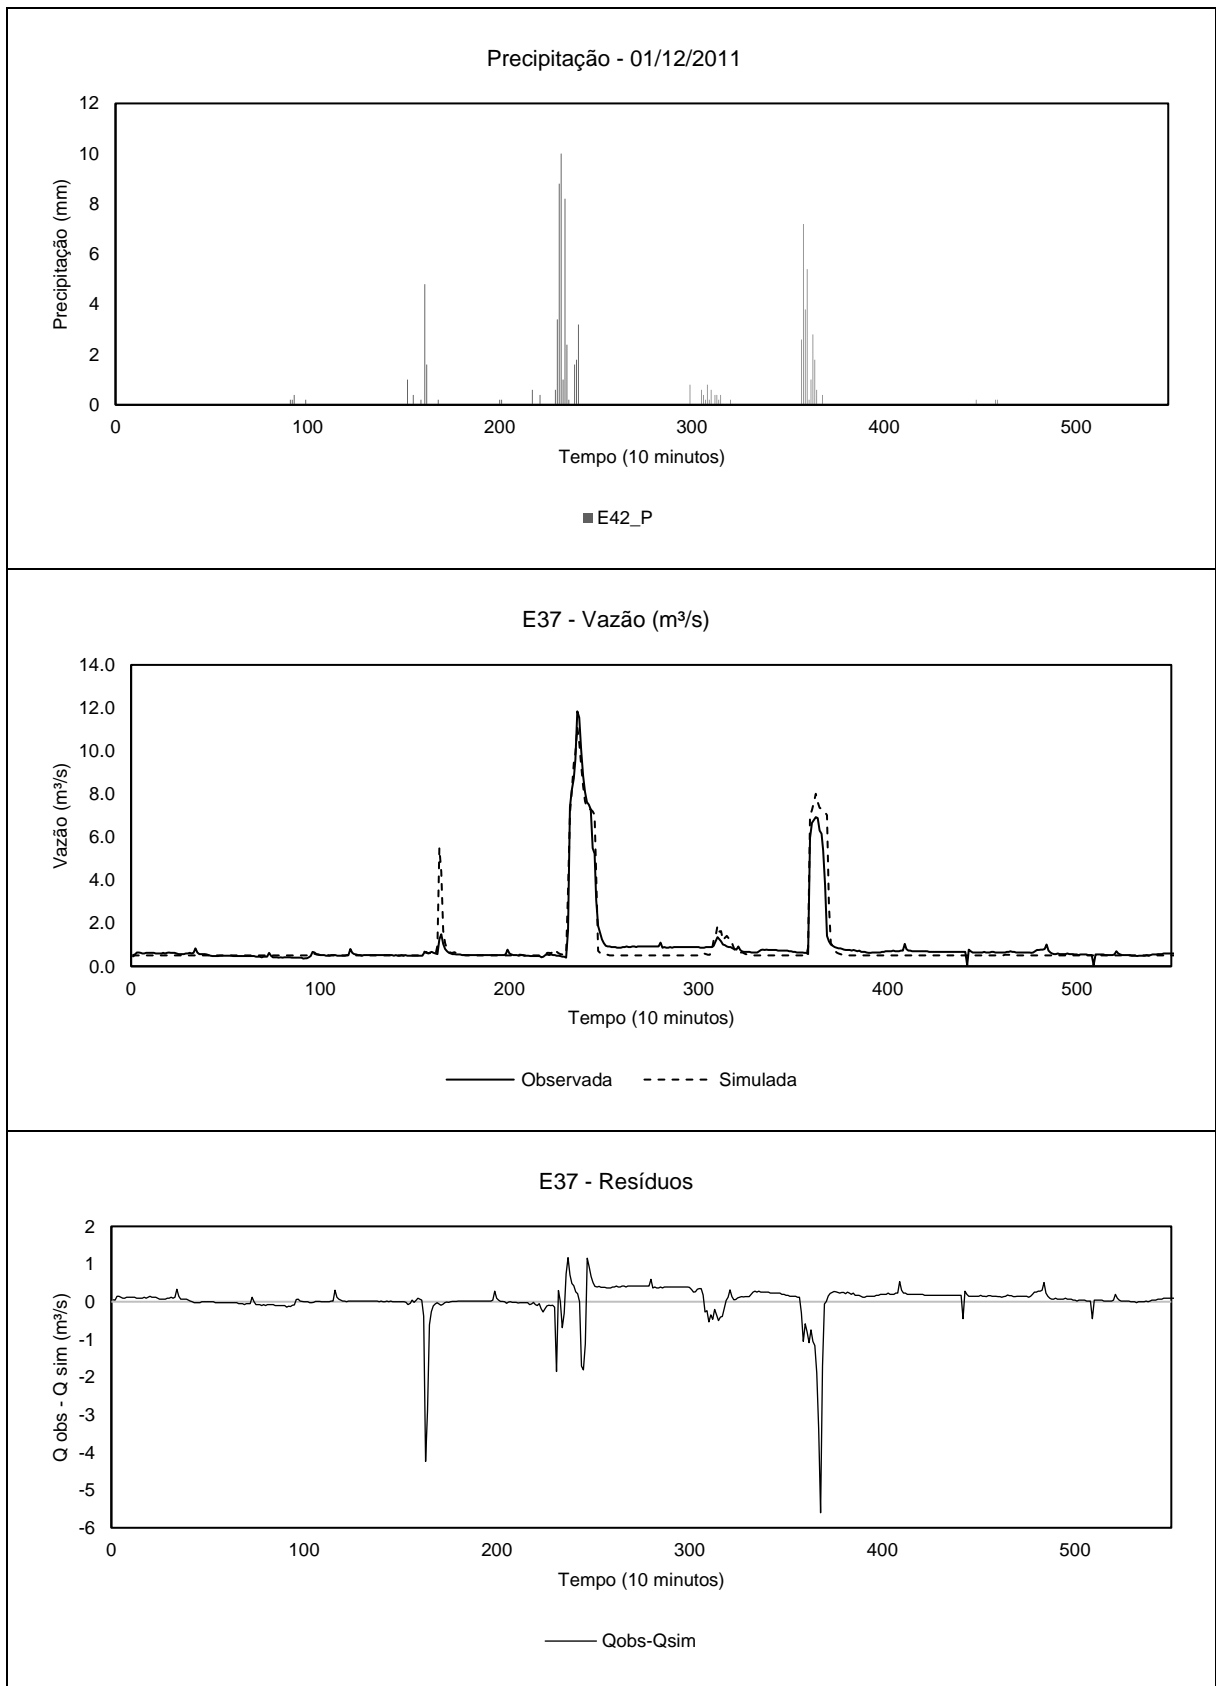 Precipitação - 01/12/2011
12
10
8
6
4
2
0
Precipitação (mm)
0 100 200 300 400 500
Tempo (10 minutos)
E42_P
E37 - Vazão (m³/s)
14.0
12.0
10.0
8.0
6.0
4.0
2.0
0.0
Vazão (m³/s)
0 100 200 300 400 500
Tempo (10 minutos)
Observada Simulada
E37 - Resíduos
2
1
0
-1
-2
-3
-4
-5
-6
Q obs - Q sim (m³/s)
0 100 200 300 400 500
Tempo (10 minutos)
Qobs-Qsim